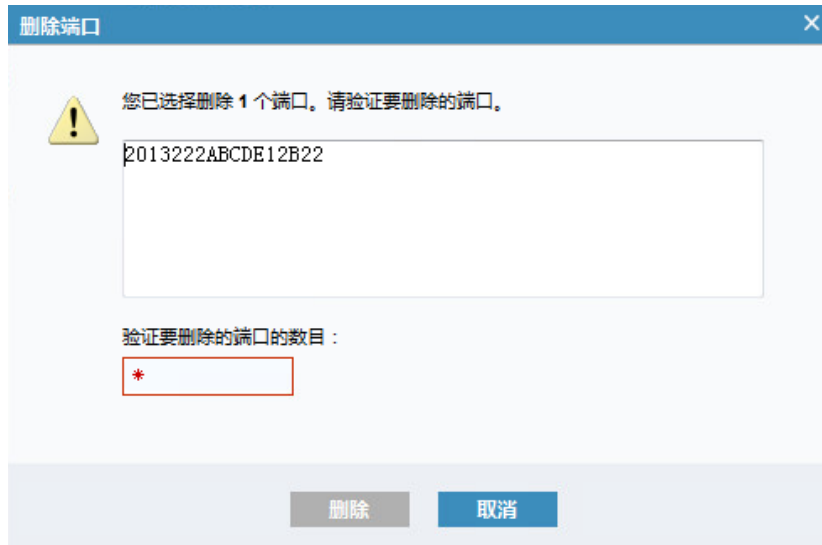 删除端口
您已选择删除 1 个端口。请验证要删除的端口。
2013222ABCDE12B22
验证要删除的端口的数目：
*
删除
取消